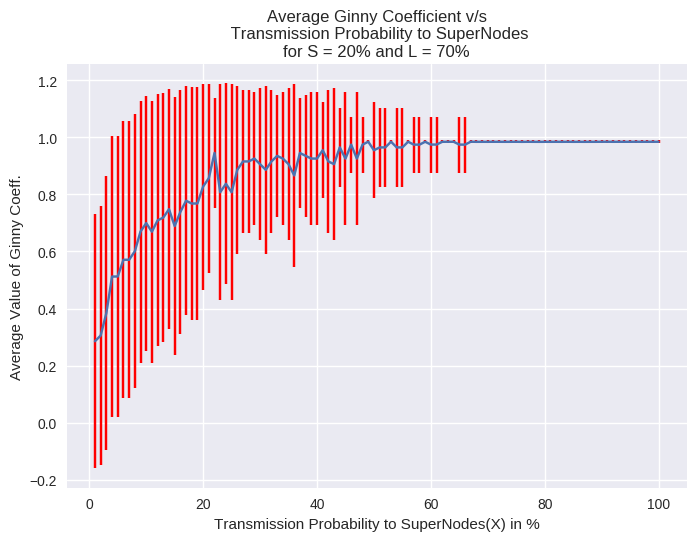 Average Ginny Coefficient v/s
Transmission Probability to SuperNodes
for S = 20% and L = 70%
Average Value of Ginny Coeff.
1.2
1.0
0.8
0.6
0.4
0.2
0.0
−0.2
0 20 40 60 80 100
Transmission Probability to SuperNodes(X) in %